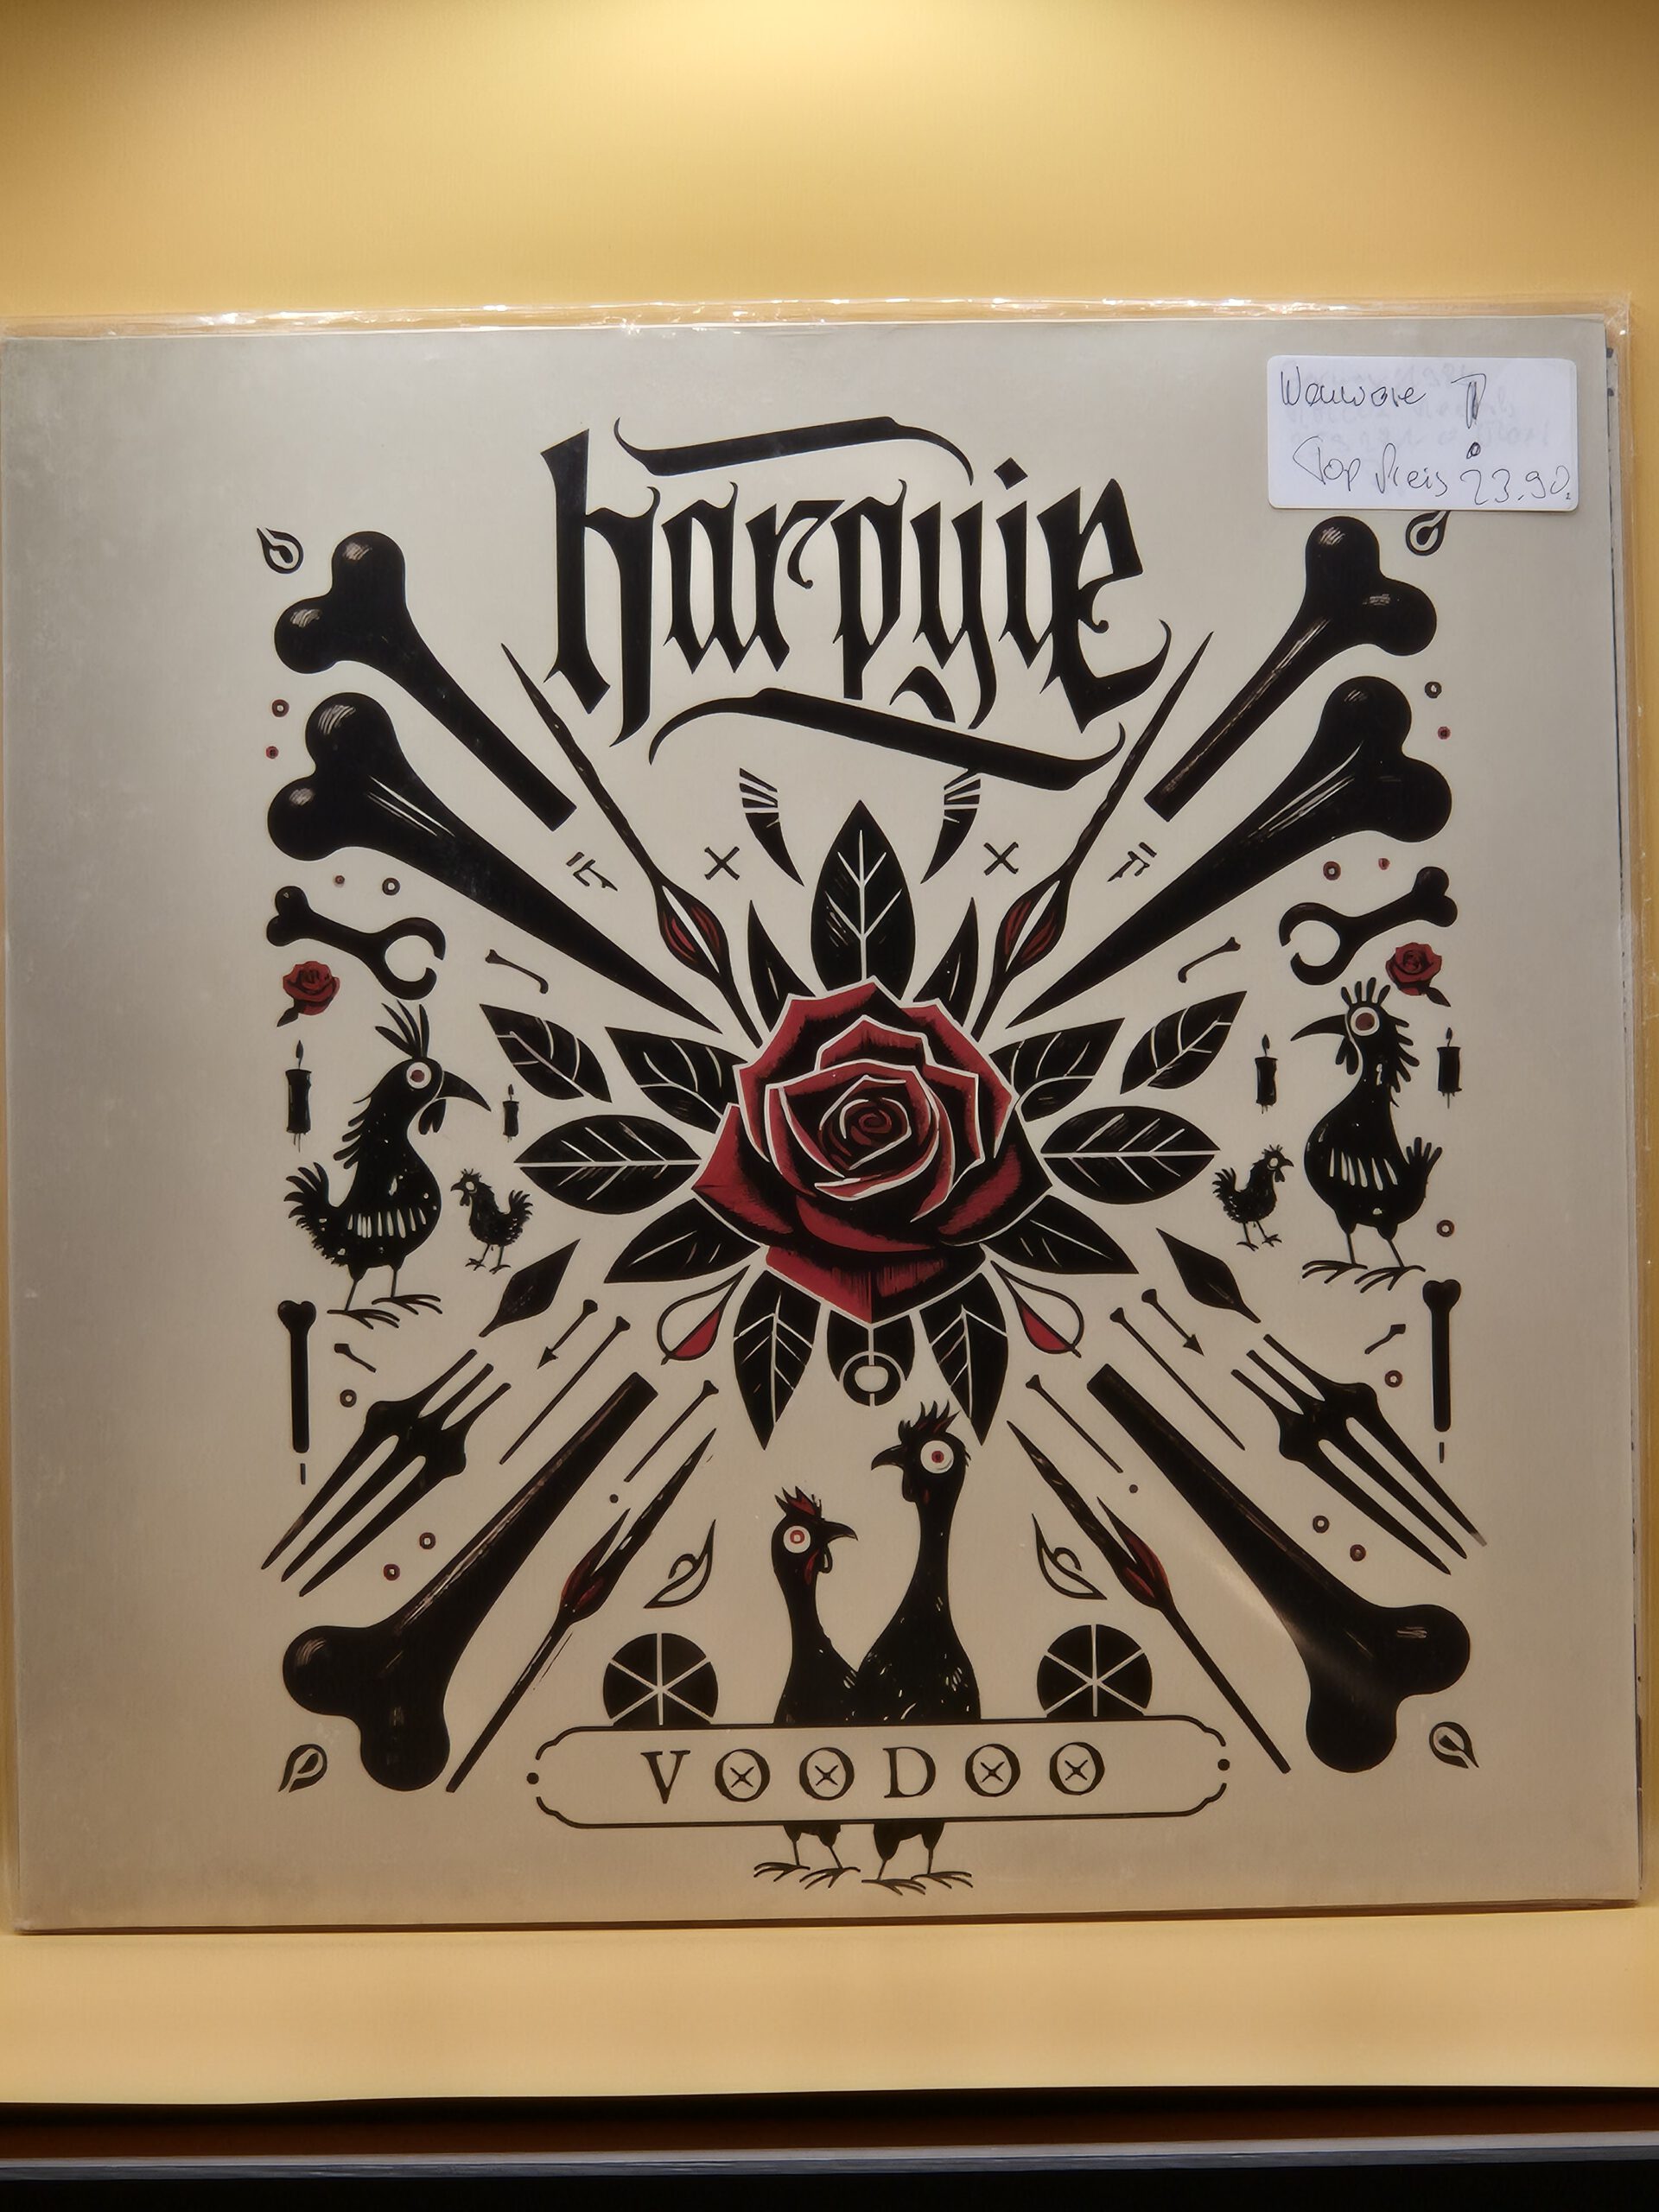 harpyie
Neuware
Top Preis 23.90.
VOODOO